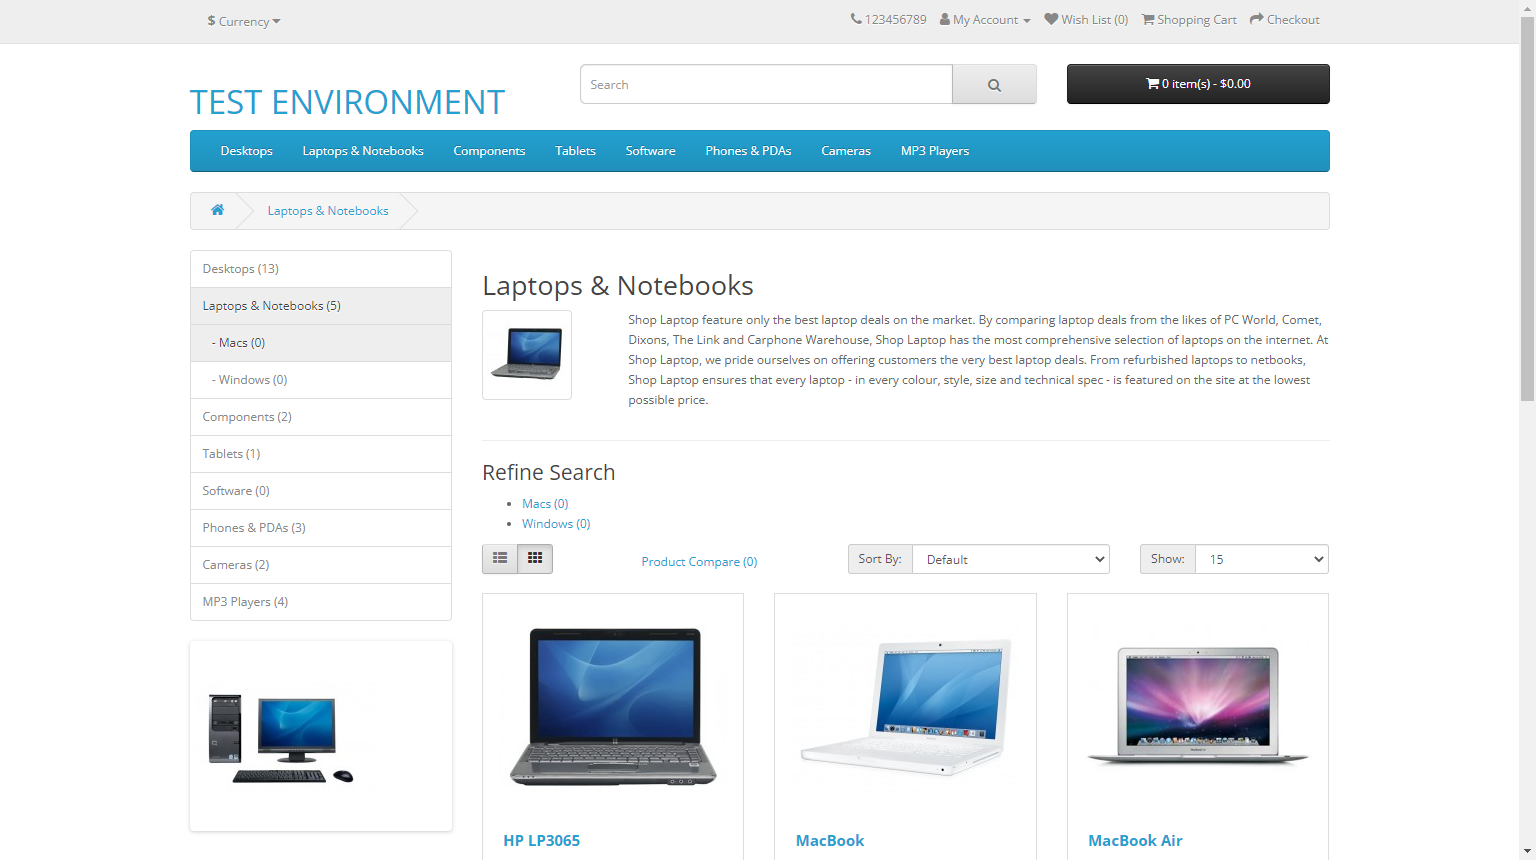 $ Currency
123456789 My Account Wish List (0) Shopping Cart Checkout
TEST ENVIRONMENT
Search
0 item(s) - $0.00
Desktops Laptops & Notebooks Components Tablets Software Phones & PDAs Cameras MP3 Players
Laptops & Notebooks
Desktops (13)
Laptops & Notebooks (5)
- Macs (0)
- Windows (0)
Components (2)
Tablets (1)
Software (0)
Phones & PDAs (3)
Cameras (2)
MP3 Players (4)
Laptops & Notebooks
Shop Laptop feature only the best laptop deals on the market. By comparing laptop deals from the likes of PC World, Comet,
Dixons, The Link and Carphone Warehouse, Shop Laptop has the most comprehensive selection of laptops on the internet. At
Shop Laptop, we pride ourselves on offering customers the very best laptop deals. From refurbished laptops to netbooks,
Shop Laptop ensures that every laptop - in every colour, style, size and technical spec - is featured on the site at the lowest
possible price.
Refine Search
Macs (0)
Windows (0)
Product Compare (0)
Sort By: Default
Show: 15
HP LP3065
MacBook
MacBook Air